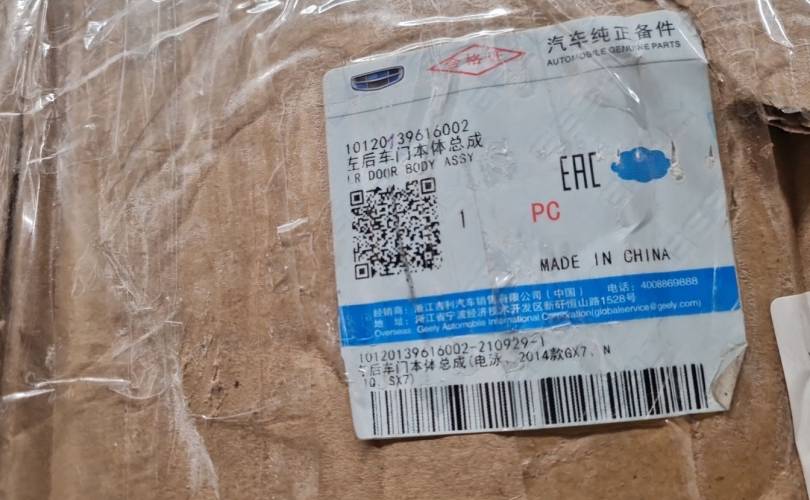 合格证
汽车纯正备件
AUTOMOBILE GENUINE PARTS
10120139616002
左后车门本体总成
LR DOOR BODY ASSY
EAC
1
PC
MADE IN CHINA
经销商: 浙江吉利汽车销售有限公司(中国) 电话: 4008869888
地 址: 浙江省宁波经济技术开发区新矸恒山路1528号
Overseas: Geely Automobile International Corporation(globalservice@geely.com)
10120139616002-210929-1
左后车门本体总成(电泳、2014款GX7、N
SX7)